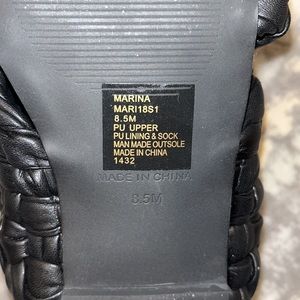 MARINA
MARI18S1
8.5M
PU UPPER
PU LINING & SOCK
MAN MADE OUTSOLE
MADE IN CHINA
1432
MADE IN CHINA
8.5M